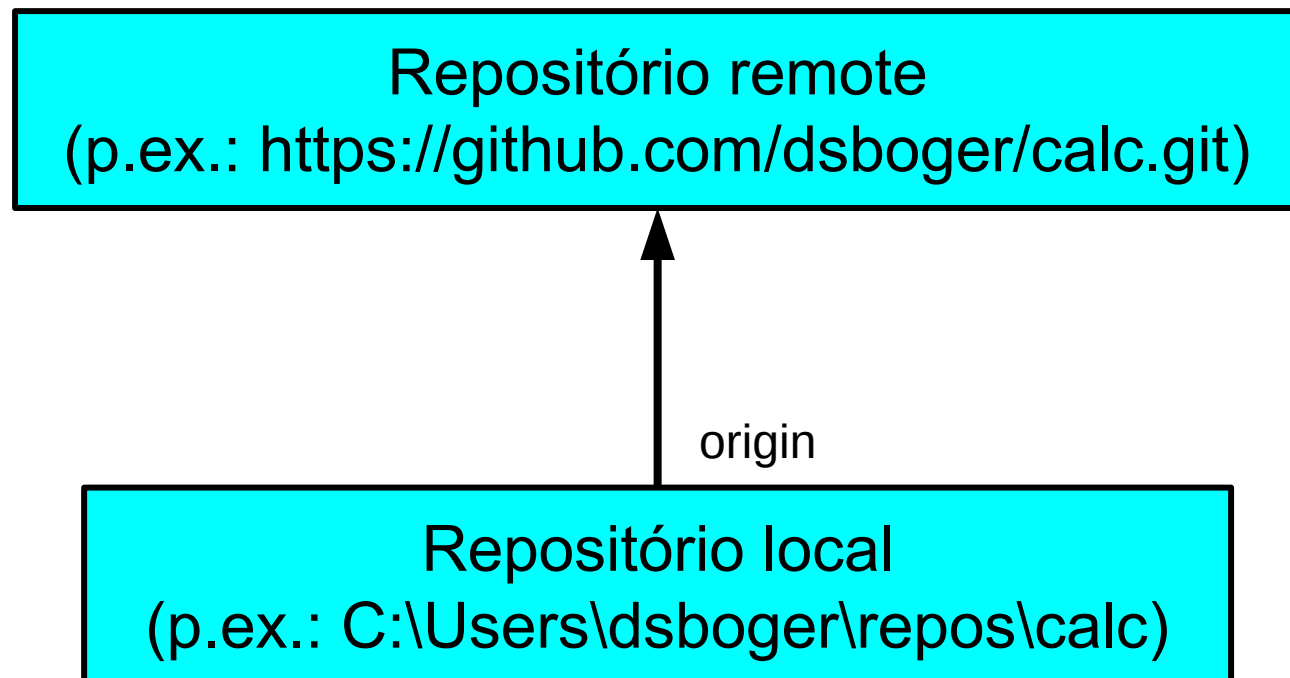 Repositório remote
(p.ex.: https://github.com/dsboger/calc.git)
origin
Repositório local
(p.ex.: C:\Users\dsboger\repos\calc)